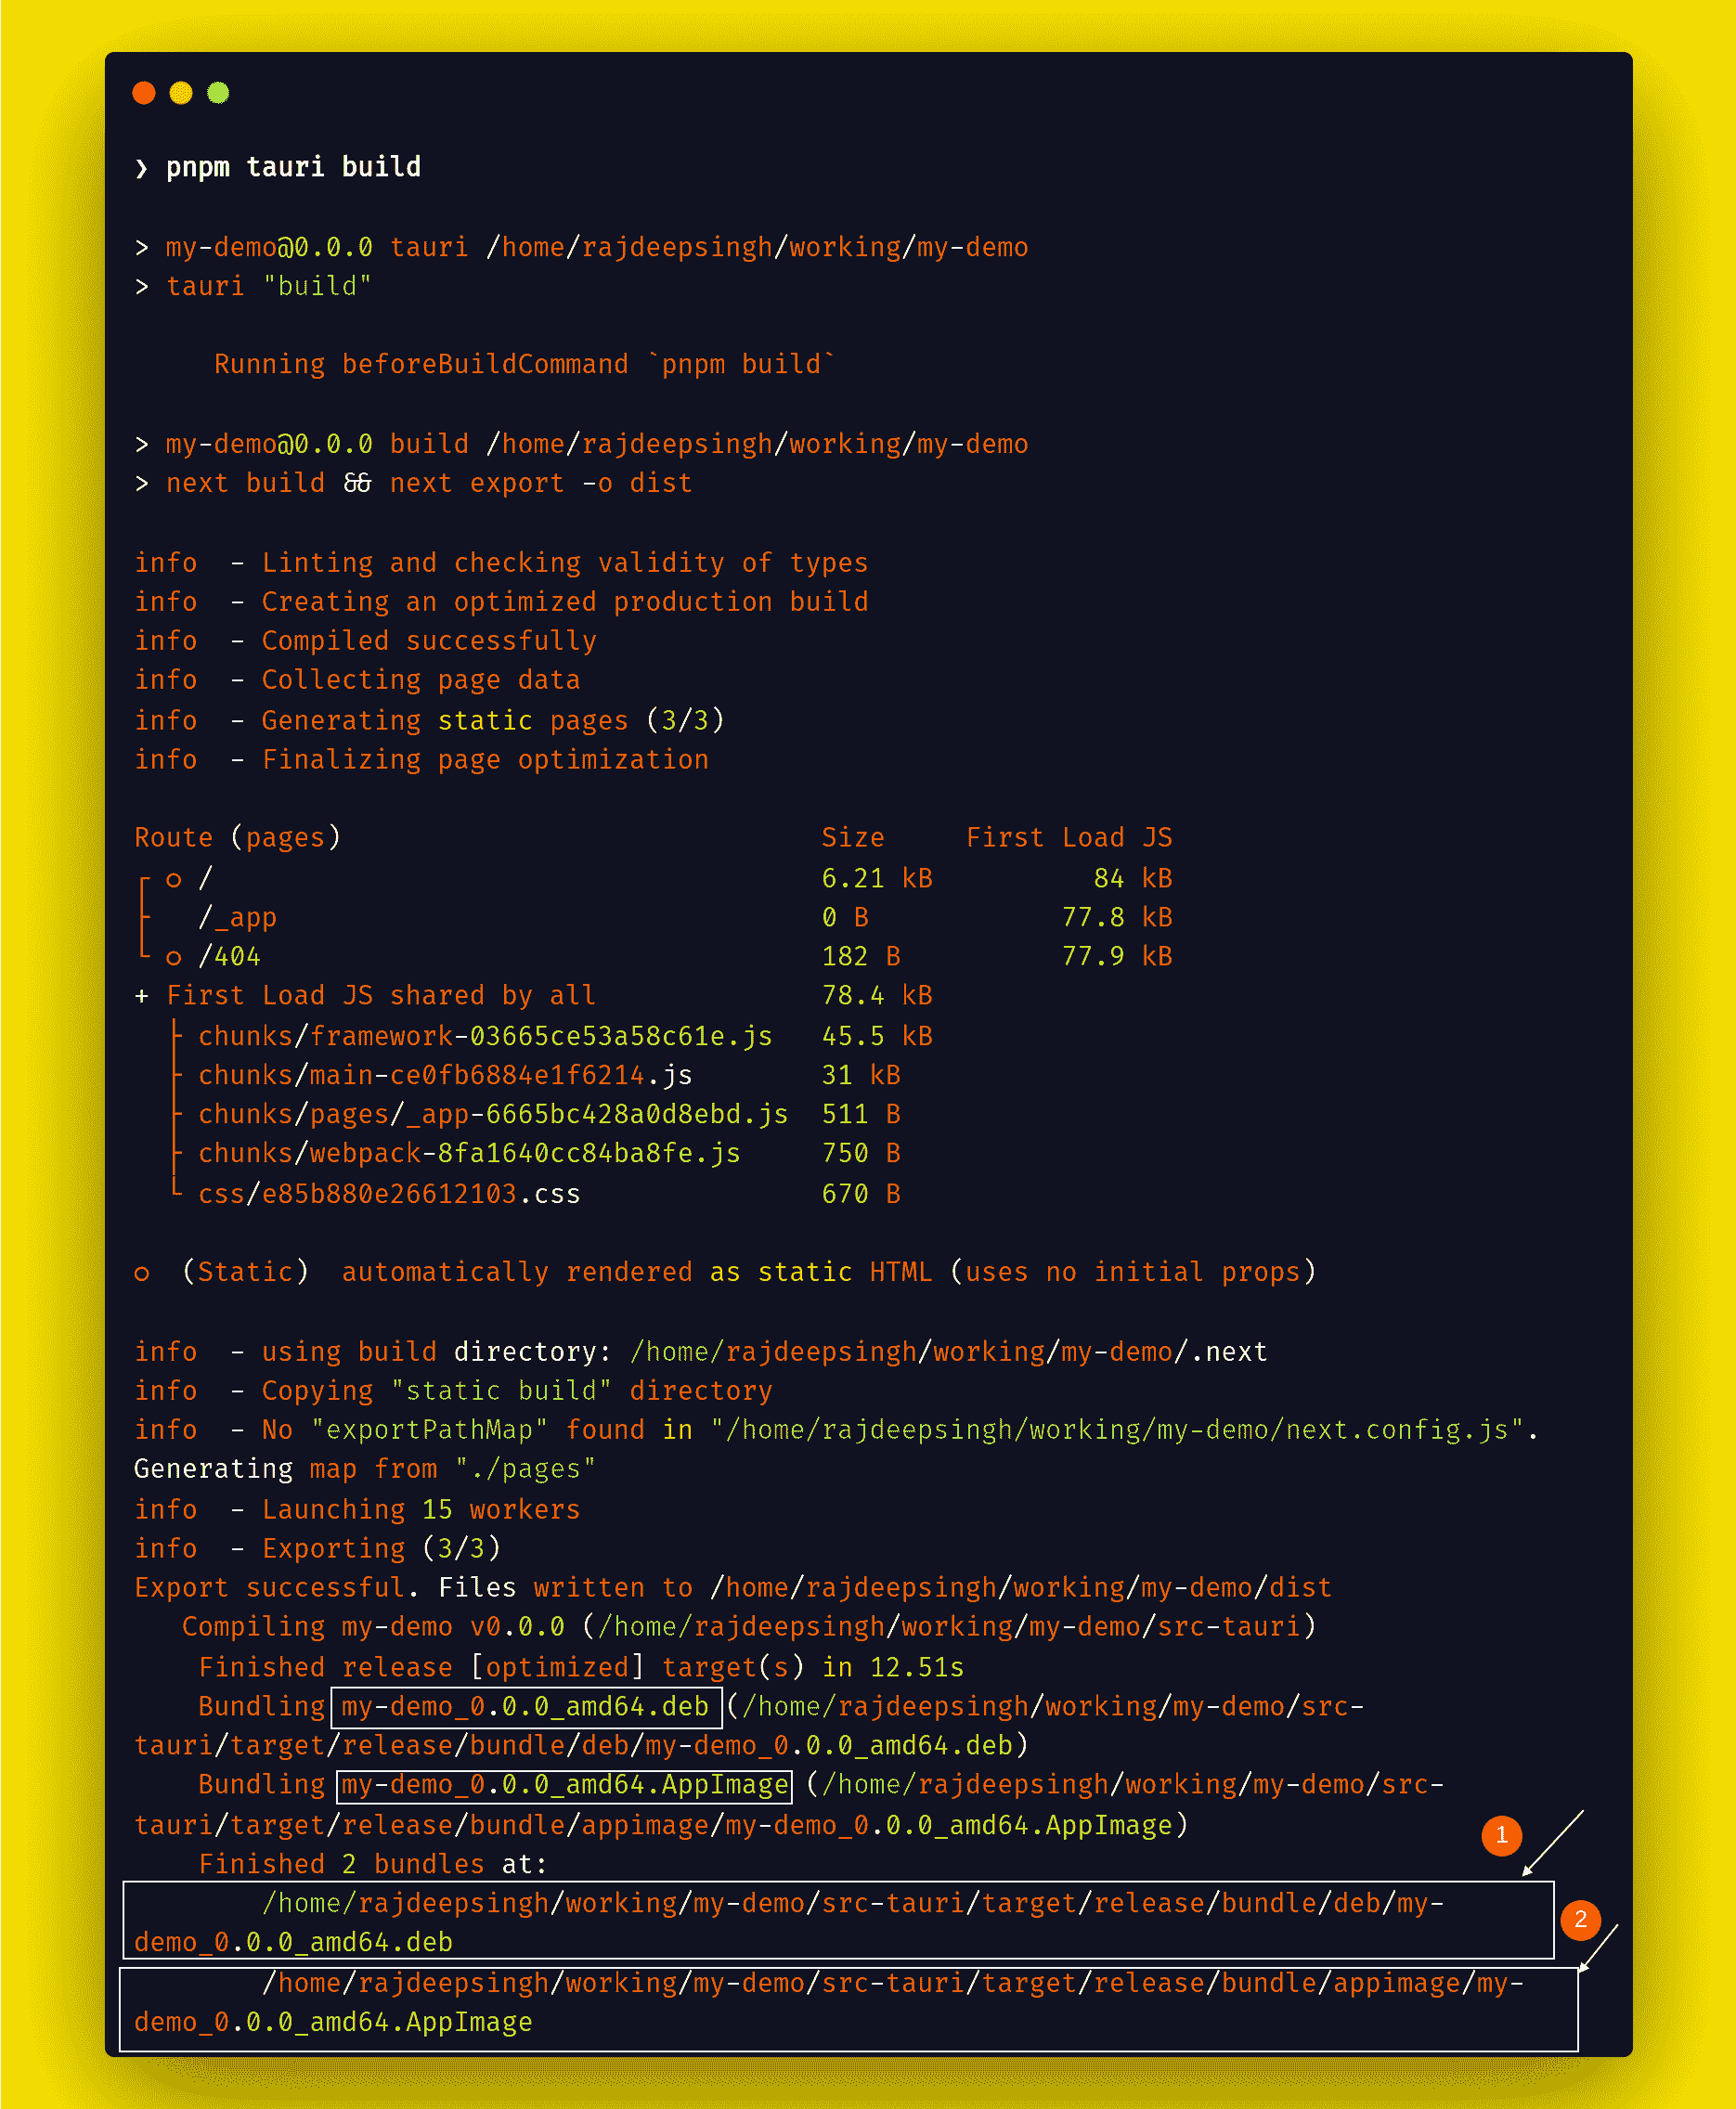 ❯ pnpm tauri build
> my-demo@0.0.0 tauri /home/rajdeepsingh/working/my-demo
> tauri "build"
Running beforeBuildCommand `pnpm build`
> my-demo@0.0.0 build /home/rajdeepsingh/working/my-demo
> next build && next export -o dist
info  - Linting and checking validity of types
info  - Creating an optimized production build
info  - Compiled successfully
info  - Collecting page data
info  - Generating static pages (3/3)
info  - Finalizing page optimization
Route (pages)                              Size     First Load JS
┌ ○ /                                      6.21 kB          84 kB
├   /_app                                  0 B            77.8 kB
└ ○ /404                                   182 B          77.9 kB
+ First Load JS shared by all              78.4 kB
  ├ chunks/framework-03665ce53a58c61e.js   45.5 kB
  ├ chunks/main-ce0fb6884e1f6214.js        31 kB
  ├ chunks/pages/_app-6665bc428a0d8ebd.js  511 B
  ├ chunks/webpack-8fa1640cc84ba8fe.js     750 B
  └ css/e85b880e26612103.css               670 B
○  (Static)  automatically rendered as static HTML (uses no initial props)
info  - using build directory: /home/rajdeepsingh/working/my-demo/.next
info  - Copying "static build" directory
info  - No "exportPathMap" found in "/home/rajdeepsingh/working/my-demo/next.config.js".
Generating map from "./pages"
info  - Launching 15 workers
info  - Exporting (3/3)
Export successful. Files written to /home/rajdeepsingh/working/my-demo/dist
   Compiling my-demo v0.0.0 (/home/rajdeepsingh/working/my-demo/src-tauri)
    Finished release [optimized] target(s) in 12.51s
    Bundling my-demo_0.0.0_amd64.deb (/home/rajdeepsingh/working/my-demo/src-
tauri/target/release/bundle/deb/my-demo_0.0.0_amd64.deb)
    Bundling my-demo_0.0.0_amd64.AppImage (/home/rajdeepsingh/working/my-demo/src-
tauri/target/release/bundle/appimage/my-demo_0.0.0_amd64.AppImage)
1
    Finished 2 bundles at:
        /home/rajdeepsingh/working/my-demo/src-tauri/target/release/bundle/deb/my-
2
demo_0.0.0_amd64.deb
        /home/rajdeepsingh/working/my-demo/src-tauri/target/release/bundle/appimage/my-
demo_0.0.0_amd64.AppImage